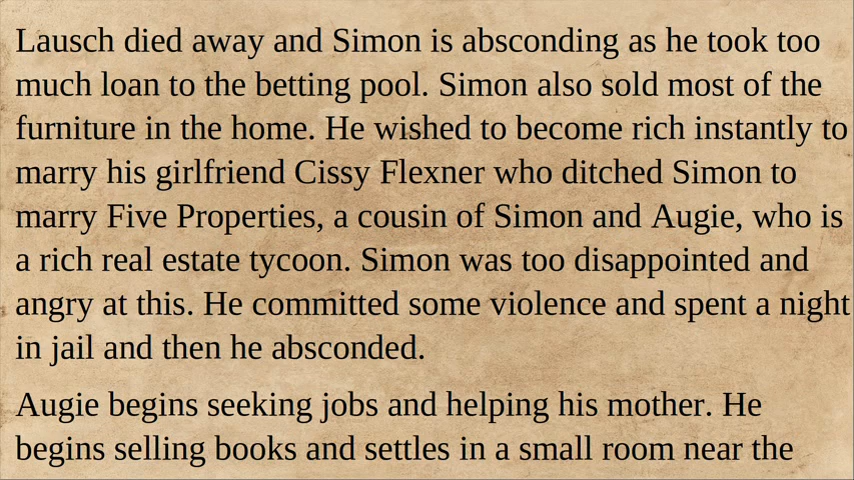 Lausch died away and Simon is absconding as he took too
much loan to the betting pool. Simon also sold most of the
furniture in the home. He wished to become rich instantly to
marry his girlfriend Cissy Flexner who ditched Simon to
marry Five Properties, a cousin of Simon and Augie, who is
a rich real estate tycoon. Simon was too disappointed and
angry at this. He committed some violence and spent a night
in jail and then he absconded.
Augie begins seeking jobs and helping his mother. He
begins selling books and settles in a small room near the